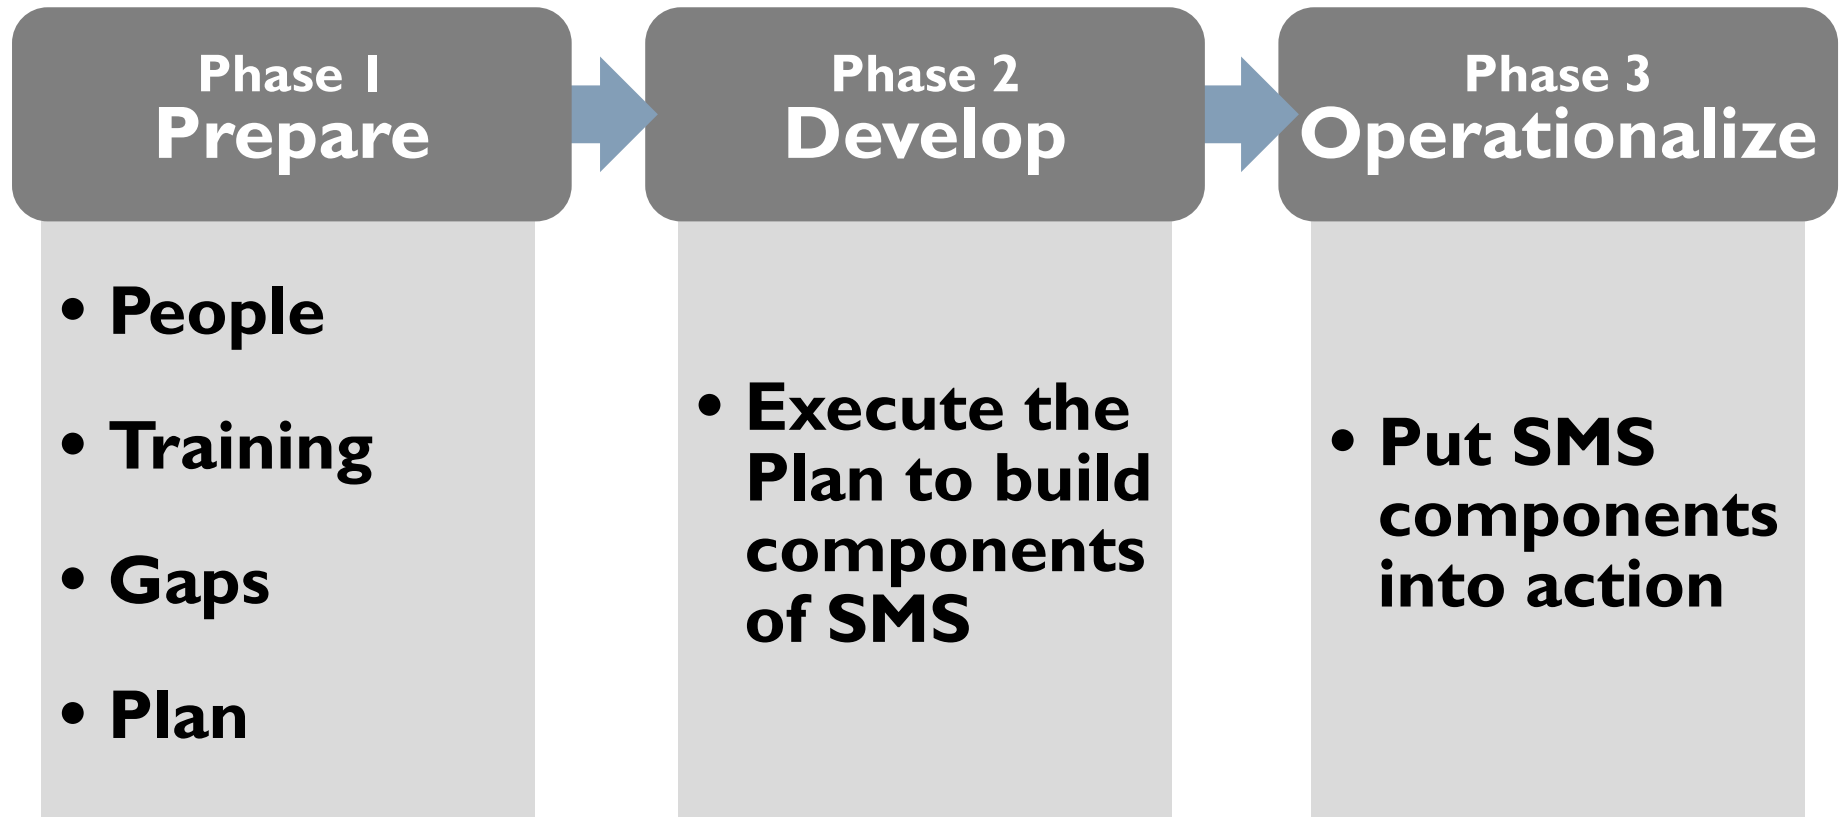 Phase 1
Prepare
• People
• Training
• Gaps
• Plan
Phase 2
Develop
• Execute the
Plan to build
components
of SMS
Phase 3
Operationalize
• Put SMS
components
into action